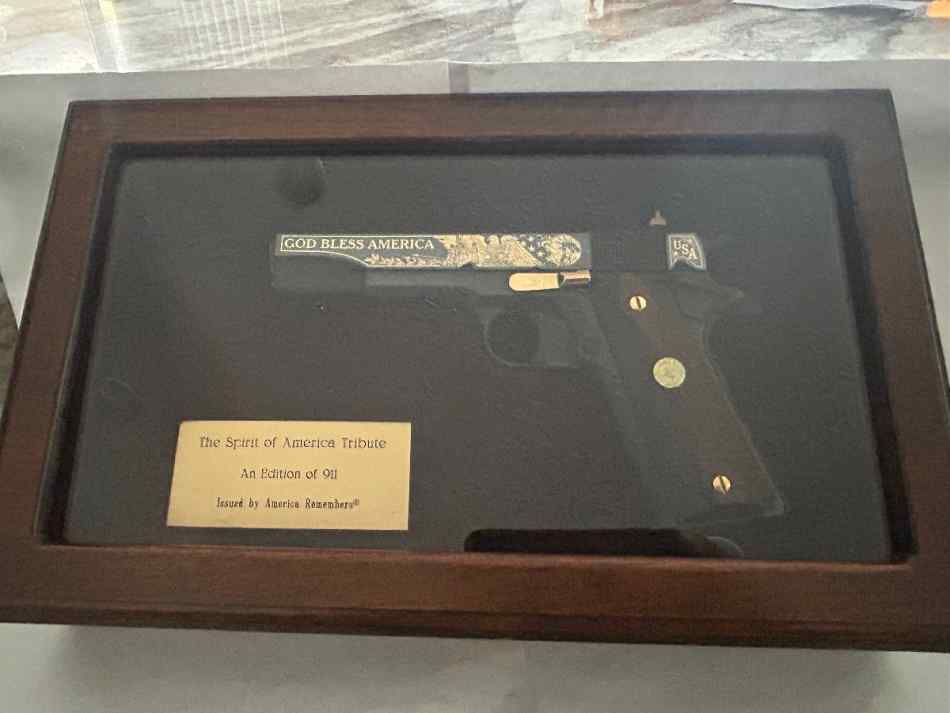 GOD BLESS AMERICA
USA
The Spirit of America Tribute
An Edition of 911
Issued by America Remembers®